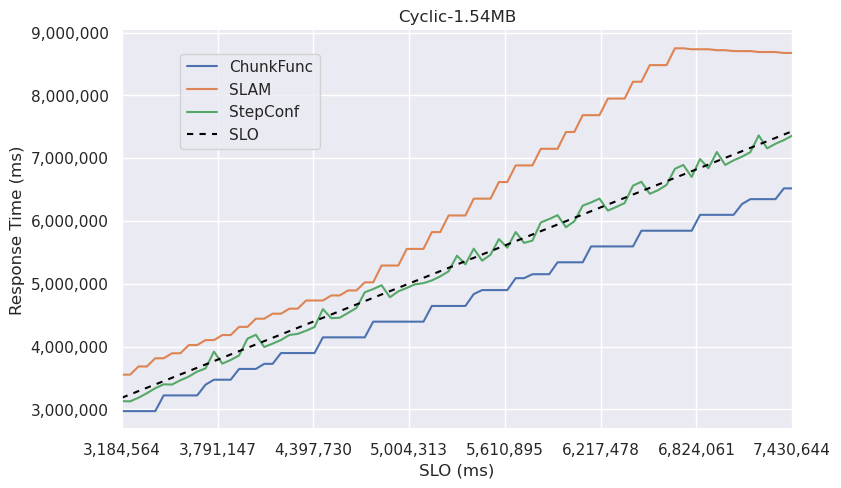 Cyclic-1.54MB
9,000,000
8,000,000
7,000,000
6,000,000
5,000,000
4,000,000
3,000,000
Response Time (ms)
ChunkFunc
SLAM
StepConf
SLO
3,184,564 3,791,147 4,397,730 5,004,313 5,610,895 6,217,478 6,824,061 7,430,644
SLO (ms)